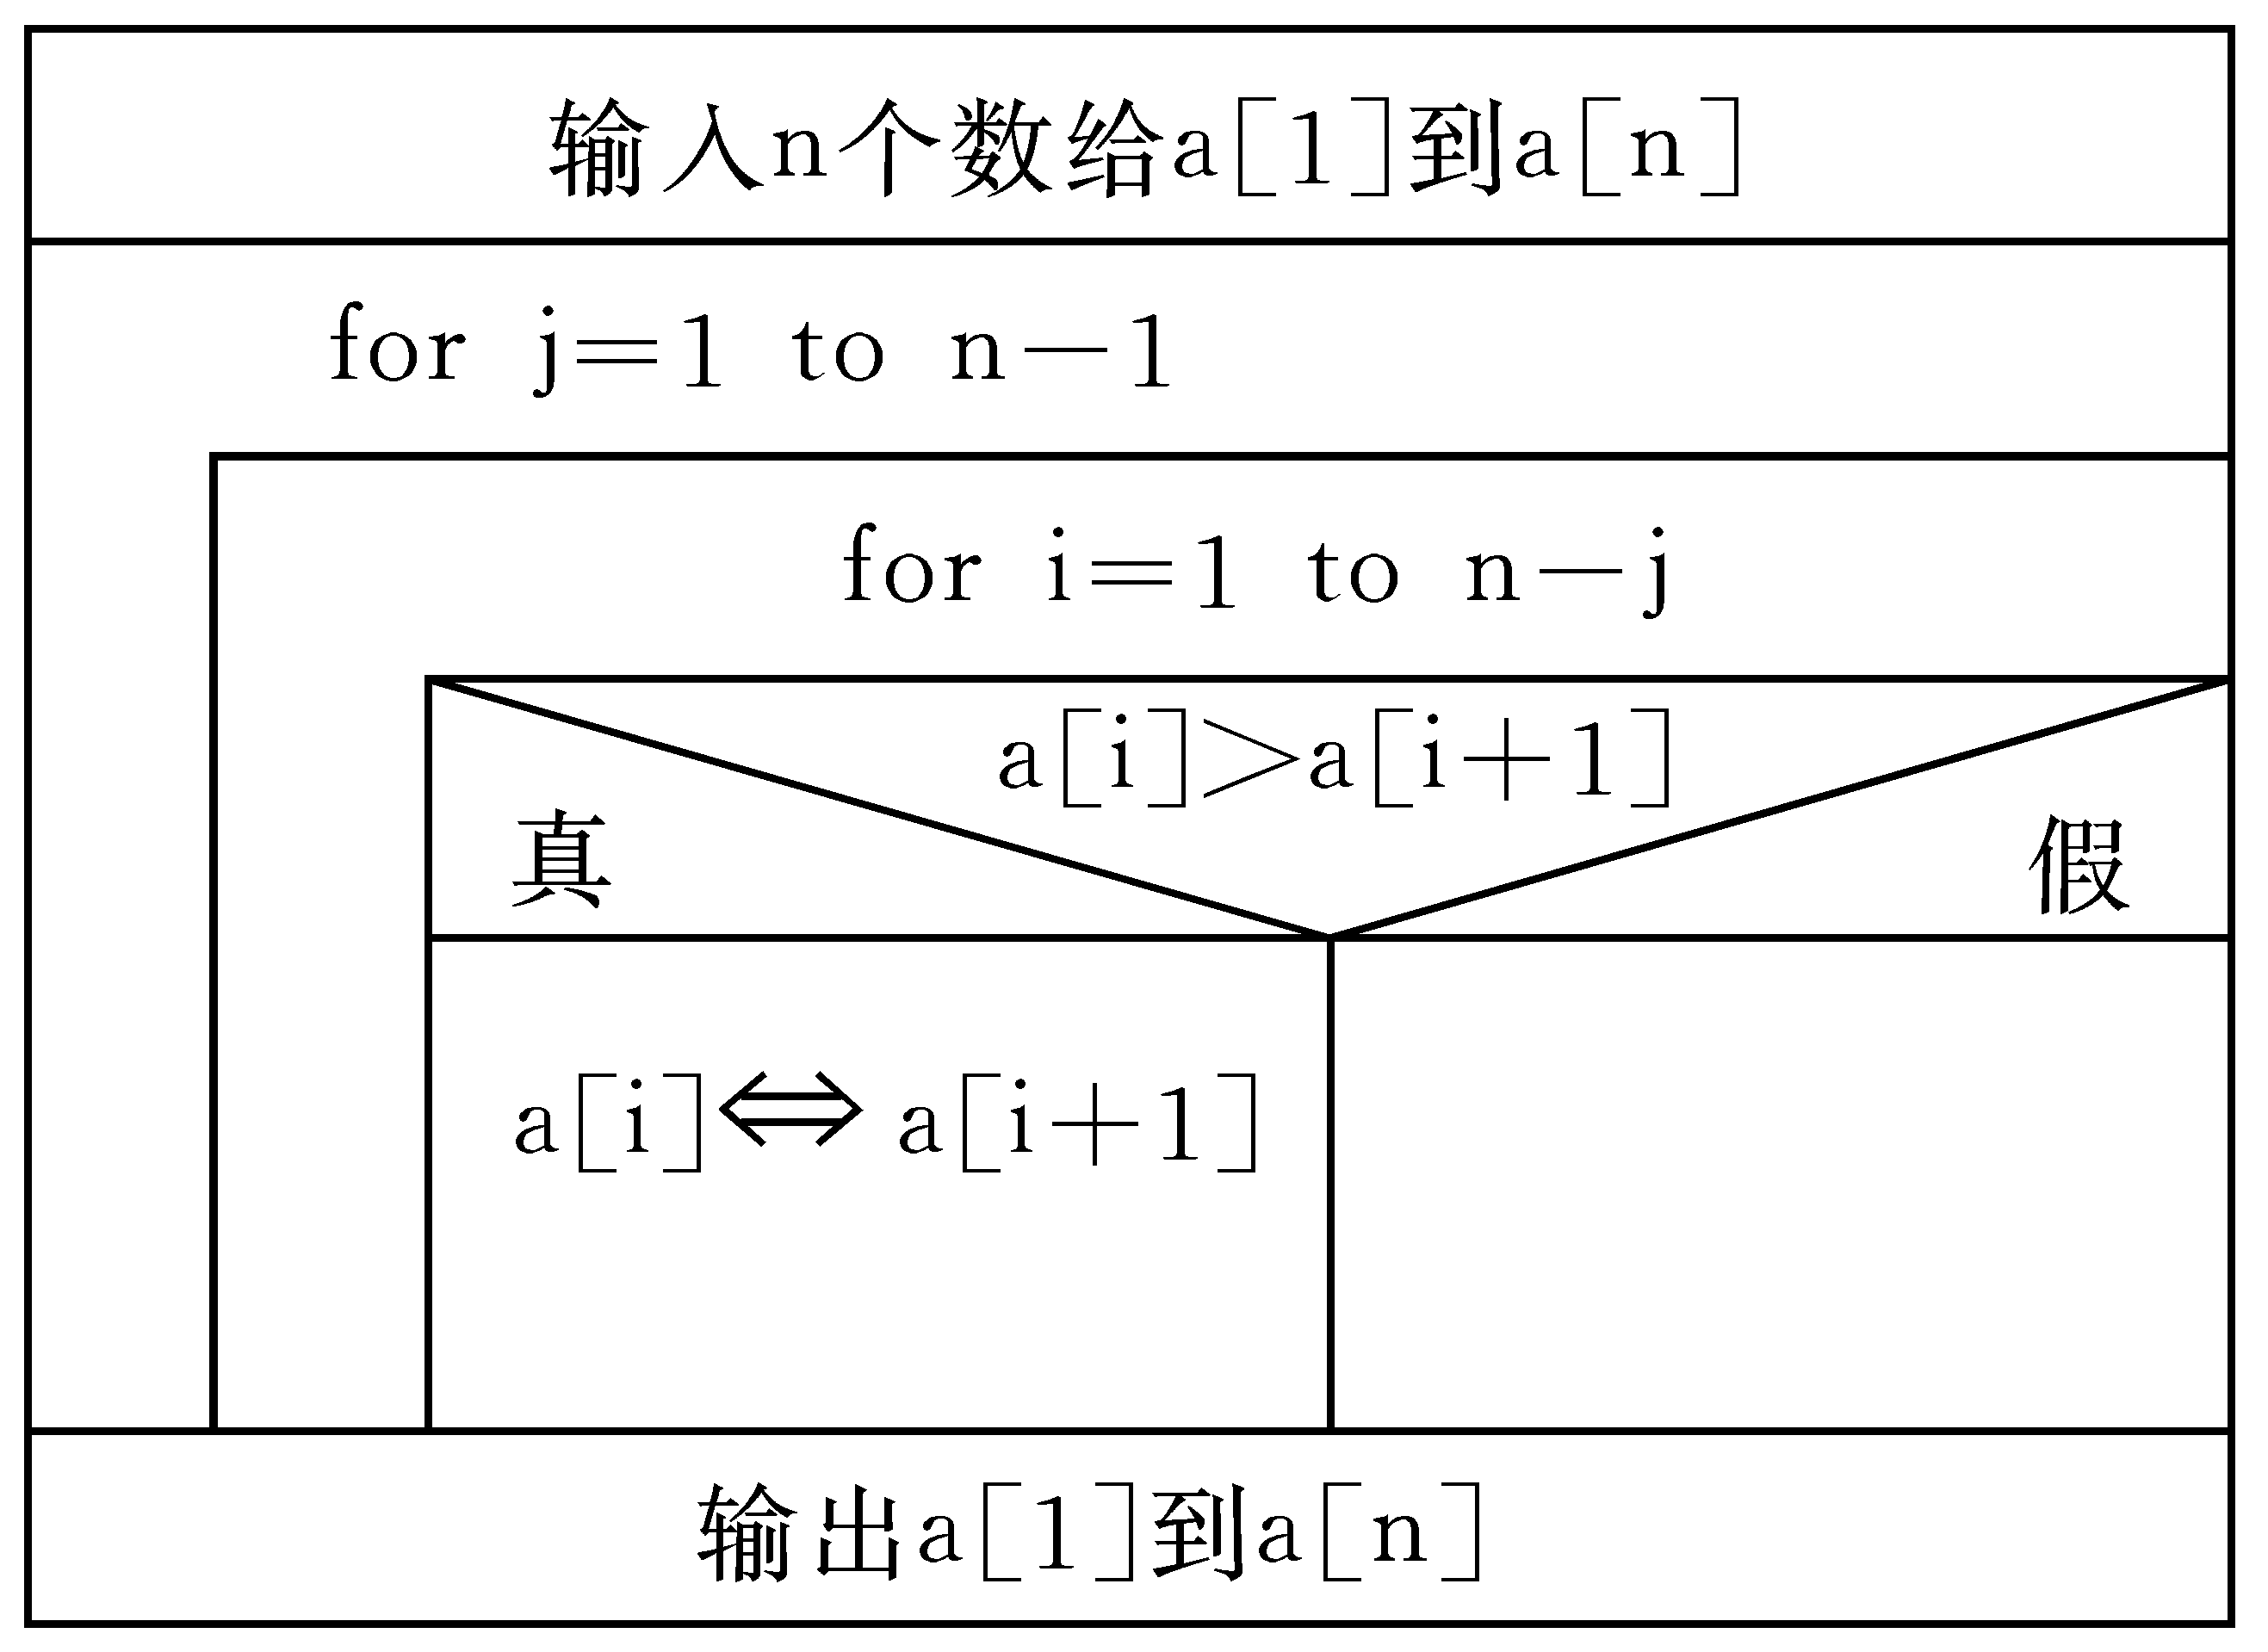 输入n个数给a[1]到a[n]
for j=1 to n-1
for i=1 to n-j
a[i]>a[i+1]
真
假
a[i]⇔a[i+1]
输出a[1]到a[n]